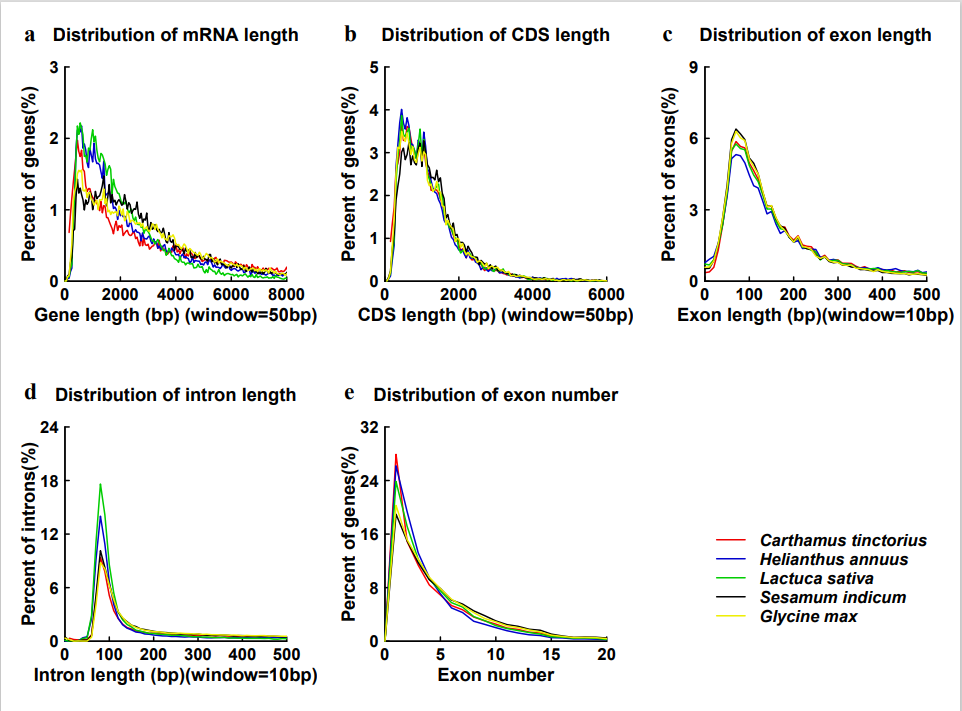 a Distribution of mRNA length
Percent of genes(%)
3
2
1
0
0 2000 4000 6000 8000
Gene length (bp) (window=50bp)
b Distribution of CDS length
Percent of genes(%)
5
4
3
2
1
0
0 2000 4000 6000
CDS length (bp) (window=50bp)
c Distribution of exon length
Percent of exons(%)
9
6
3
0
0 100 200 300 400 500
Exon length (bp)(window=10bp)
d Distribution of intron length
Percent of introns(%)
24
18
12
6
0
0 100 200 300 400 500
Intron length (bp)(window=10bp)
e Distribution of exon number
Percent of genes(%)
32
24
16
8
0
0 5 10 15 20
Exon number
Carthamus tinctorius
Helianthus annuus
Lactuca sativa
Sesamum indicum
Glycine max